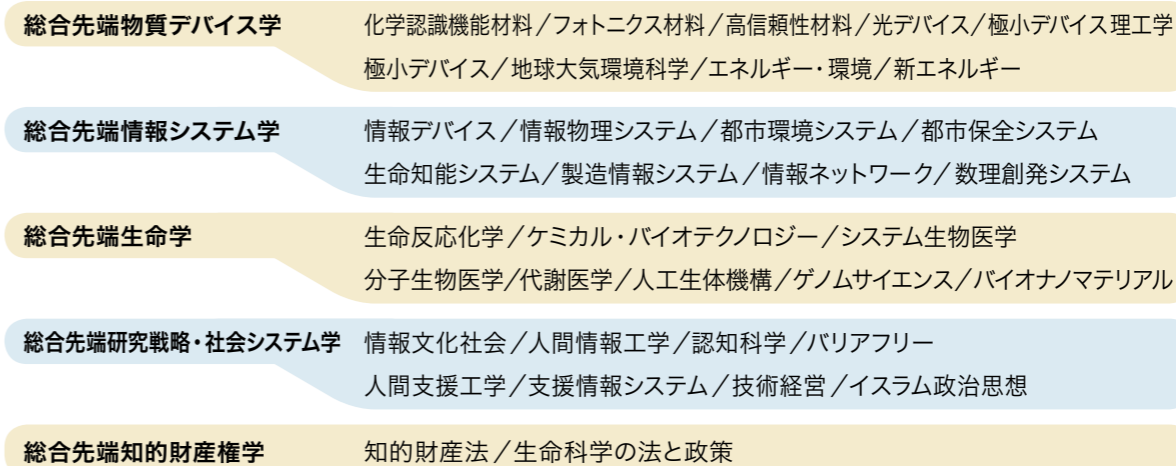 総合先端物質デバイス学
化学認識機能材料/フォトニクス材料/高信頼性材料/光デバイス/極小デバイス理工学
極小デバイス/地球大気環境科学/エネルギー・環境/新エネルギー
総合先端情報システム学
情報デバイス/情報物理システム/都市環境システム/都市保全システム
生命知能システム/製造情報システム/情報ネットワーク/数理創発システム
総合先端生命学
生命反応化学/ケミカル・バイオテクノロジー/システム生物医学
分子生物医学/代謝医学/人工生体機構/ゲノムサイエンス/バイオナノマテリアル
総合先端研究戦略・社会システム学
情報文化社会/人間情報工学/認知科学/バリアフリー
人間支援工学/支援情報システム/技術経営/イスラム政治思想
総合先端知的財産権学
知的財産法/生命科学の法と政策